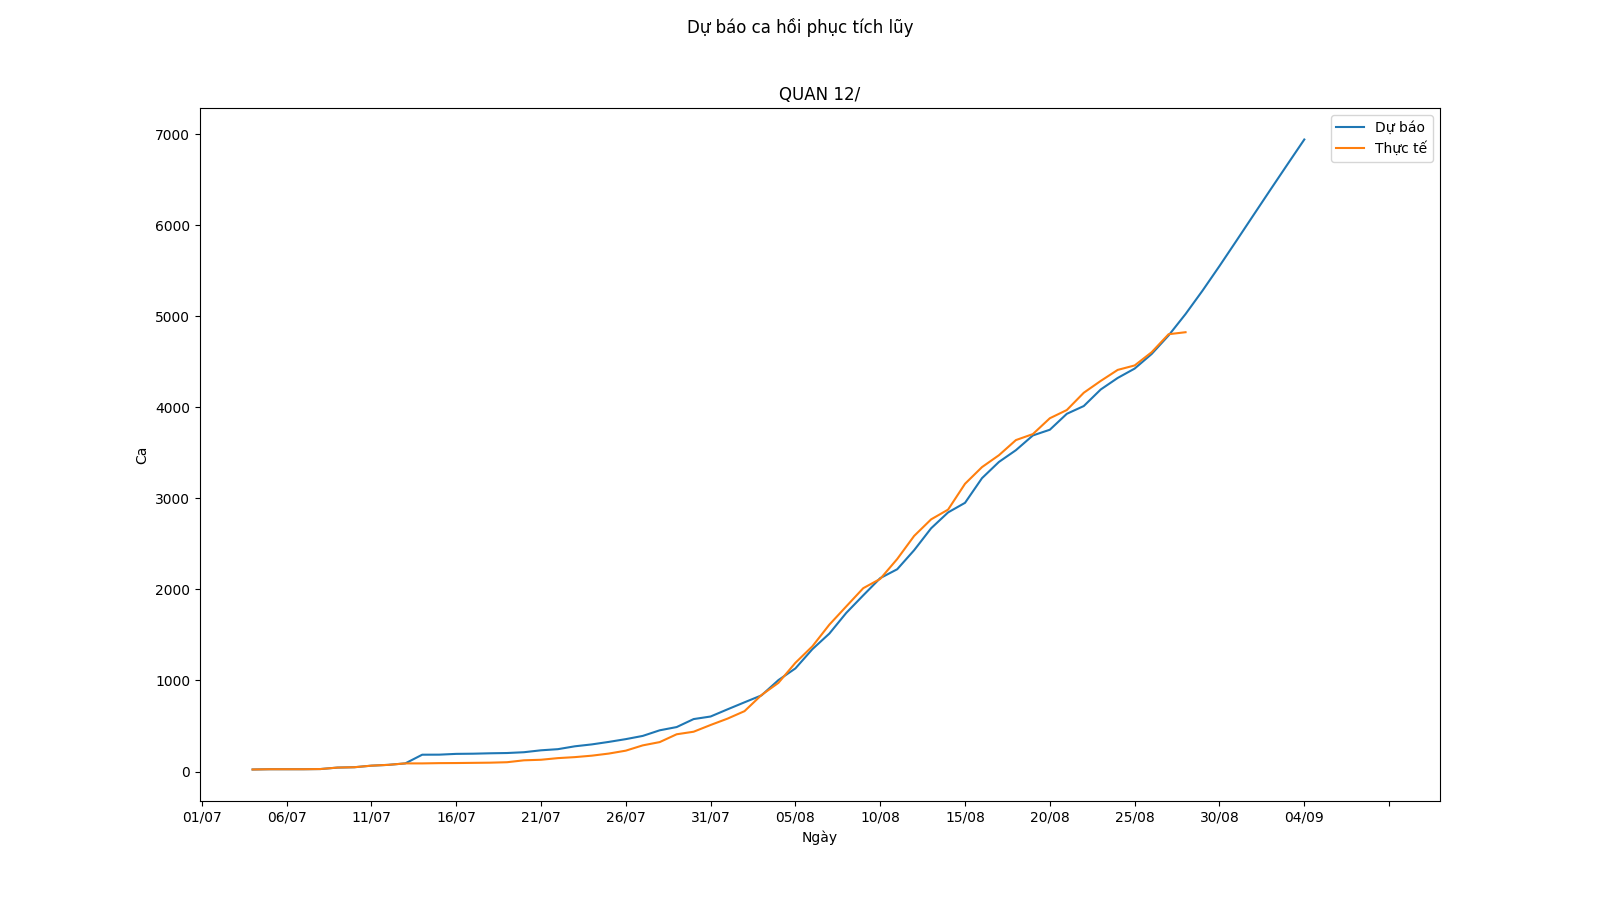 Dự báo ca hồi phục tích lũy
QUAN 12/
Dự báo
Thực tế
7000
6000
5000
4000
3000
2000
1000
0
Ca
01/07 06/07 11/07 16/07 21/07 26/07 31/07 05/08 10/08 15/08 20/08 25/08 30/08 04/09
Ngày